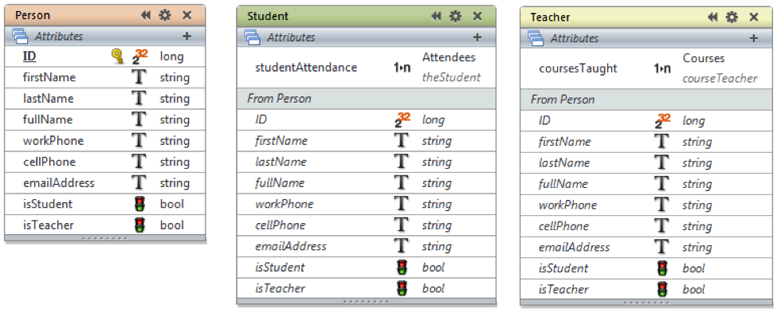 Person
Attributes
ID 2 32 long
firstName T string
lastName T string
fullName T string
workPhone T string
cellPhone T string
emailAddress T string
isStudent bool
isTeacher bool
Student
Attributes
studentAttendance 1▸n Attendees
theStudent
From Person
ID 2 32 long
firstName T string
lastName T string
fullName T string
workPhone T string
cellPhone T string
emailAddress T string
isStudent bool
isTeacher bool
Teacher
Attributes
coursesTaught 1▸n Courses
courseTeacher
From Person
ID 2 32 long
firstName T string
lastName T string
fullName T string
workPhone T string
cellPhone T string
emailAddress T string
isStudent bool
isTeacher bool